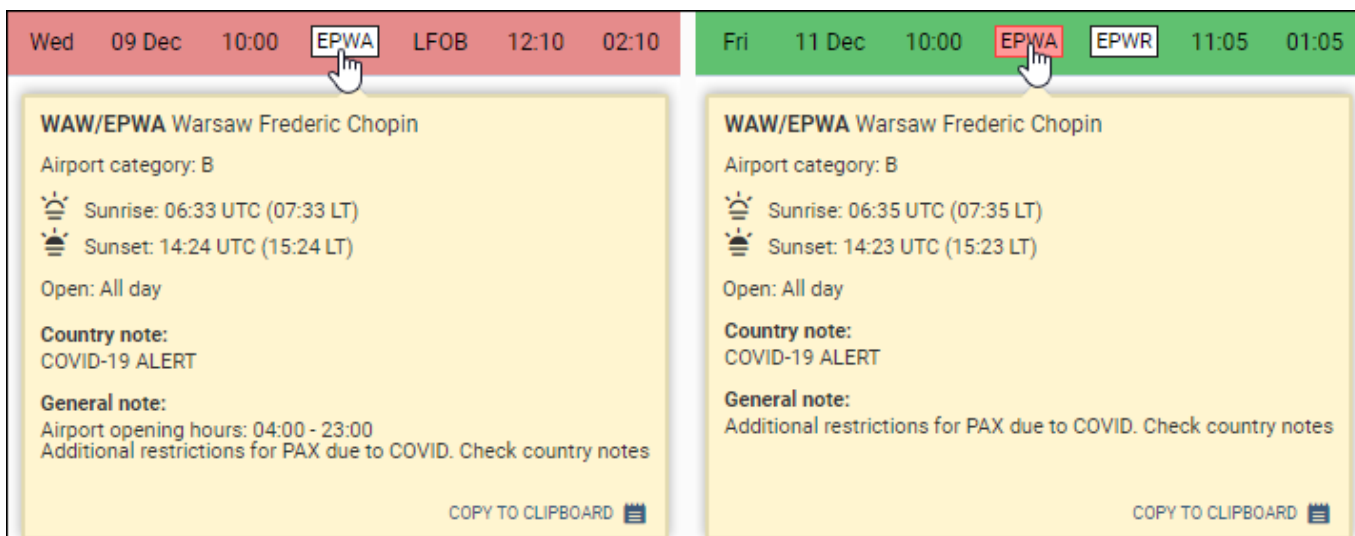 Wed 09 Dec 10:00 EPWA LFOB 12:10 02:10
WAW/EPWA Warsaw Frederic Chopin
Airport category: B
Sunrise: 06:33 UTC (07:33 LT)
Sunset: 14:24 UTC (15:24 LT)
Open: All day
Country note:
COVID-19 ALERT
General note:
Airport opening hours: 04:00 - 23:00
Additional restrictions for PAX due to COVID. Check country notes
COPY TO CLIPBOARD
Fri 11 Dec 10:00 EPWA EPWR 11:05 01:05
WAW/EPWA Warsaw Frederic Chopin
Airport category: B
Sunrise: 06:35 UTC (07:35 LT)
Sunset: 14:23 UTC (15:23 LT)
Open: All day
Country note:
COVID-19 ALERT
General note:
Additional restrictions for PAX due to COVID. Check country notes
COPY TO CLIPBOARD